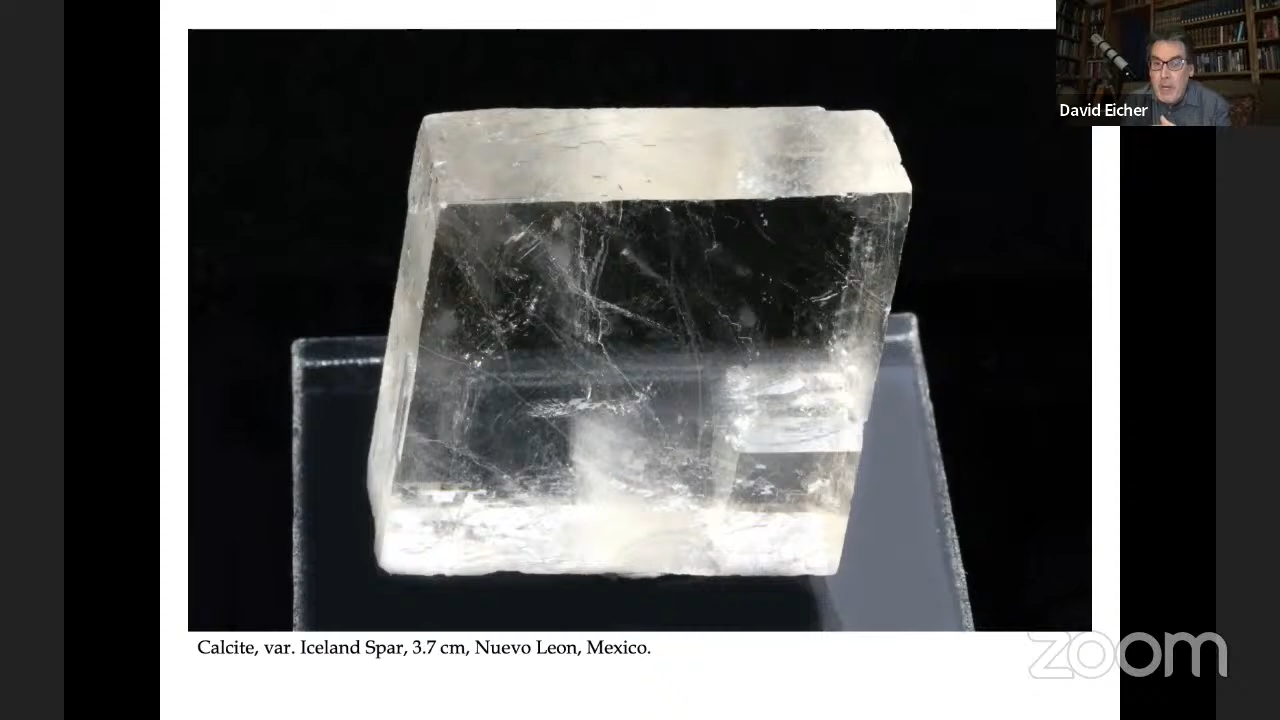 David Eicher
Calcite, var. Iceland Spar, 3.7 cm, Nuevo Leon, Mexico.
zoom